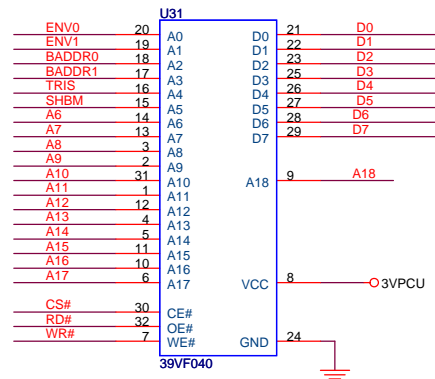 U31
ENV0 20 A0 D0 21 D0
ENV1 19 A1 D1 22 D1
BADDR0 18 A2 D2 23 D2
BADDR1 17 A3 D3 25 D3
TRIS 16 A4 D4 26 D4
SHBM 15 A5 D5 27 D5
A6 14 A6 D6 28 D6
A7 13 A7 D7 29 D7
A8 3 A8
A9 2 A9
A10 31 A10 A18 9 A18
A11 1 A11
A12 12 A12
A13 4 A13
A14 5 A14
A15 11 A15
A16 10 A16
A17 6 A17 VCC 8 3VPCU
CS# 30 CE#
RD# 32 OE#
WR# 7 WE# GND 24
39VF040